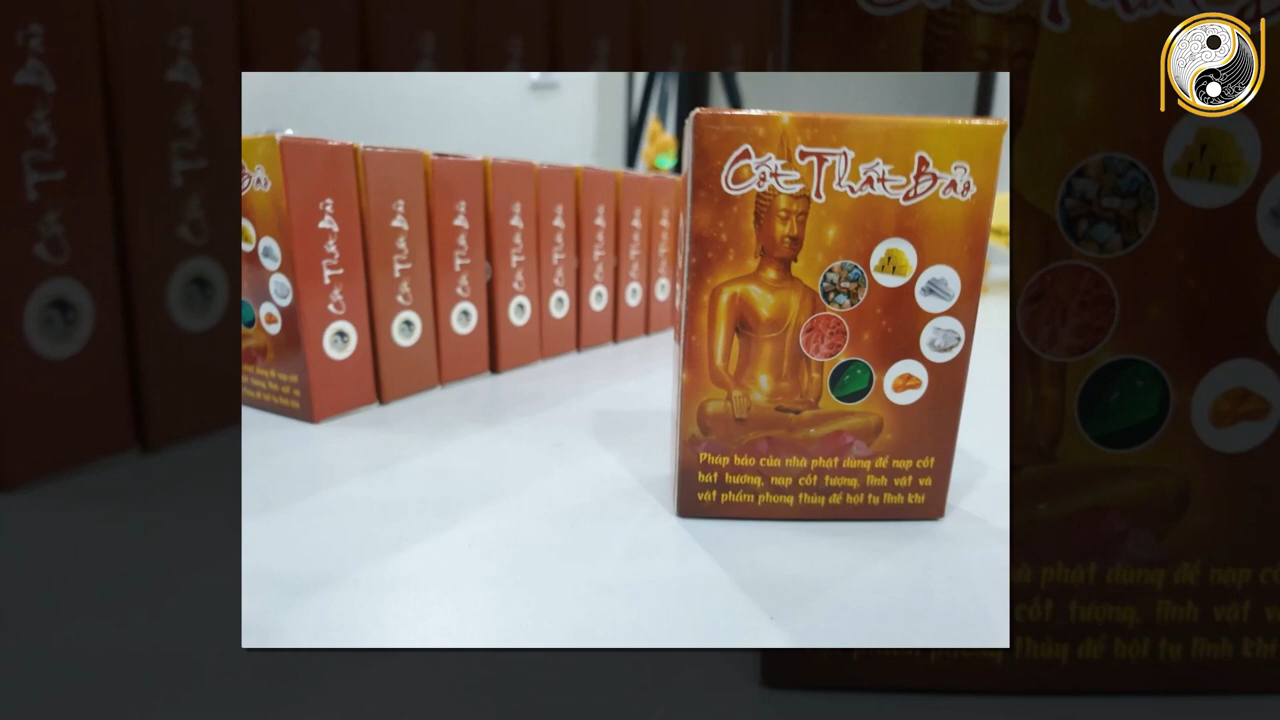 Cốt Thất Bảo
Pháp bảo của nhà phật dùng để nạp cốt
bát hương, nạp cốt tượng, linh vật và
vật phẩm phong thủy để hội tụ linh khí